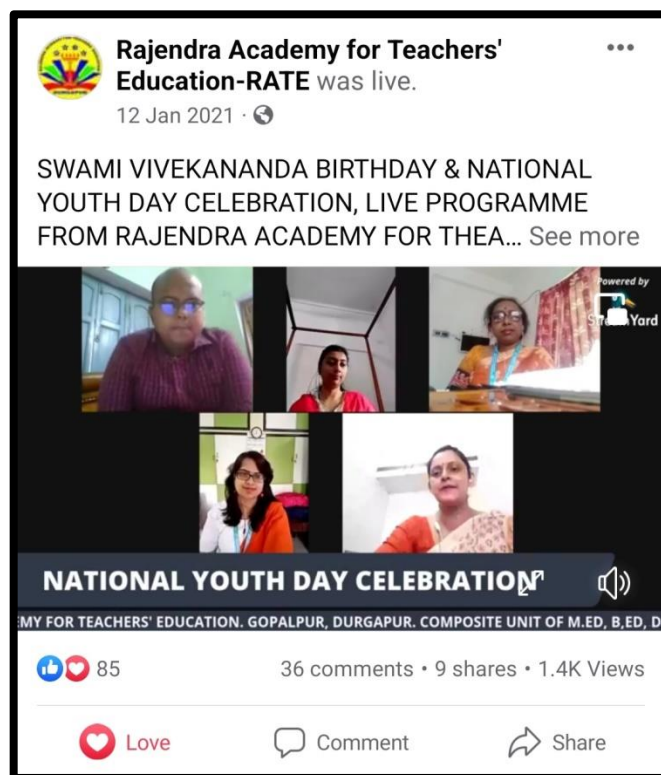 Rajendra Academy for Teachers'
Education-RATE was live.
12 Jan 2021 ·
SWAMI VIVEKANANDA BIRTHDAY & NATIONAL
YOUTH DAY CELEBRATION, LIVE PROGRAMME
FROM RAJENDRA ACADEMY FOR THEA... See more
Powered by
Yard
NATIONAL YOUTH DAY CELEBRATION
EMY FOR TEACHERS' EDUCATION. GOPALPUR, DURGAPUR. COMPOSITE UNIT OF M.ED, B,ED, D
85
36 comments • 9 shares • 1.4K Views
Love
Comment
Share